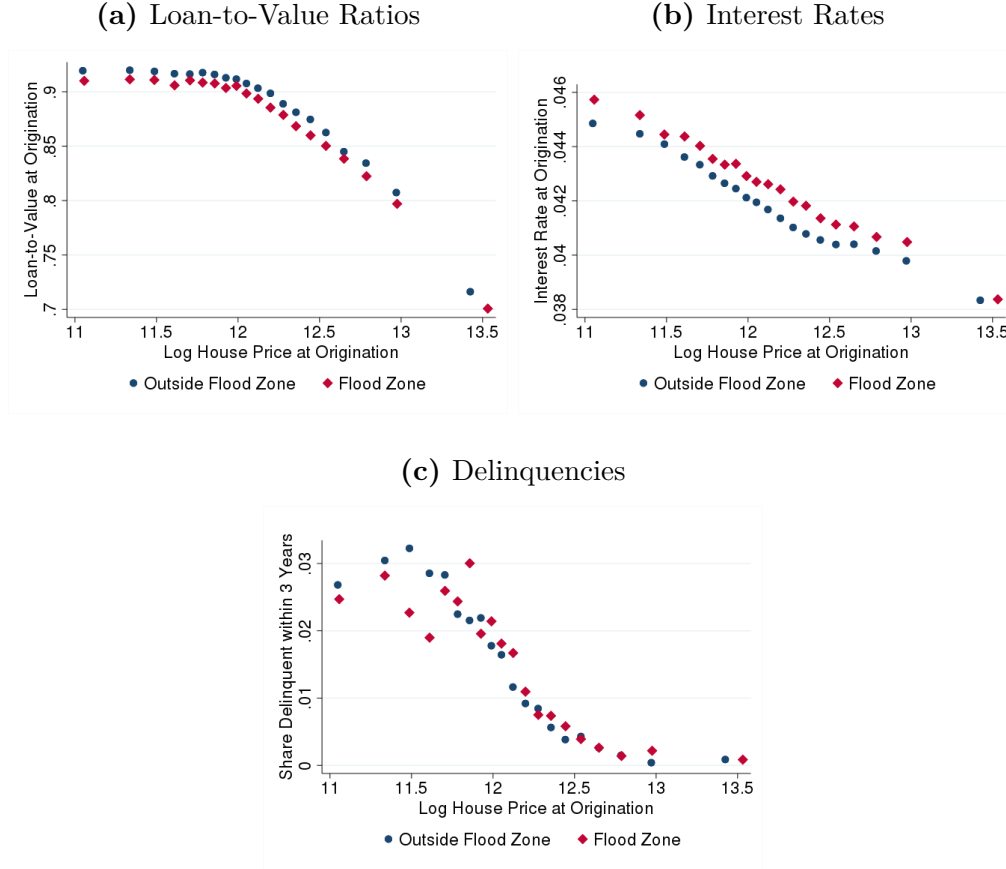 (a) Loan-to-Value Ratios
Loan-to-Value at Origination
.9
.85
.8
.75
.7
11
11.5
12
12.5
13
13.5
Log House Price at Origination
Outside Flood Zone
Flood Zone
(b) Interest Rates
Interest Rate at Origination
.046
.044
.042
.04
.038
11
11.5
12
12.5
13
13.5
Log House Price at Origination
Outside Flood Zone
Flood Zone
(c) Delinquencies
Share Delinquent within 3 Years
.03
.02
.01
0
11
11.5
12
12.5
13
13.5
Log House Price at Origination
Outside Flood Zone
Flood Zone